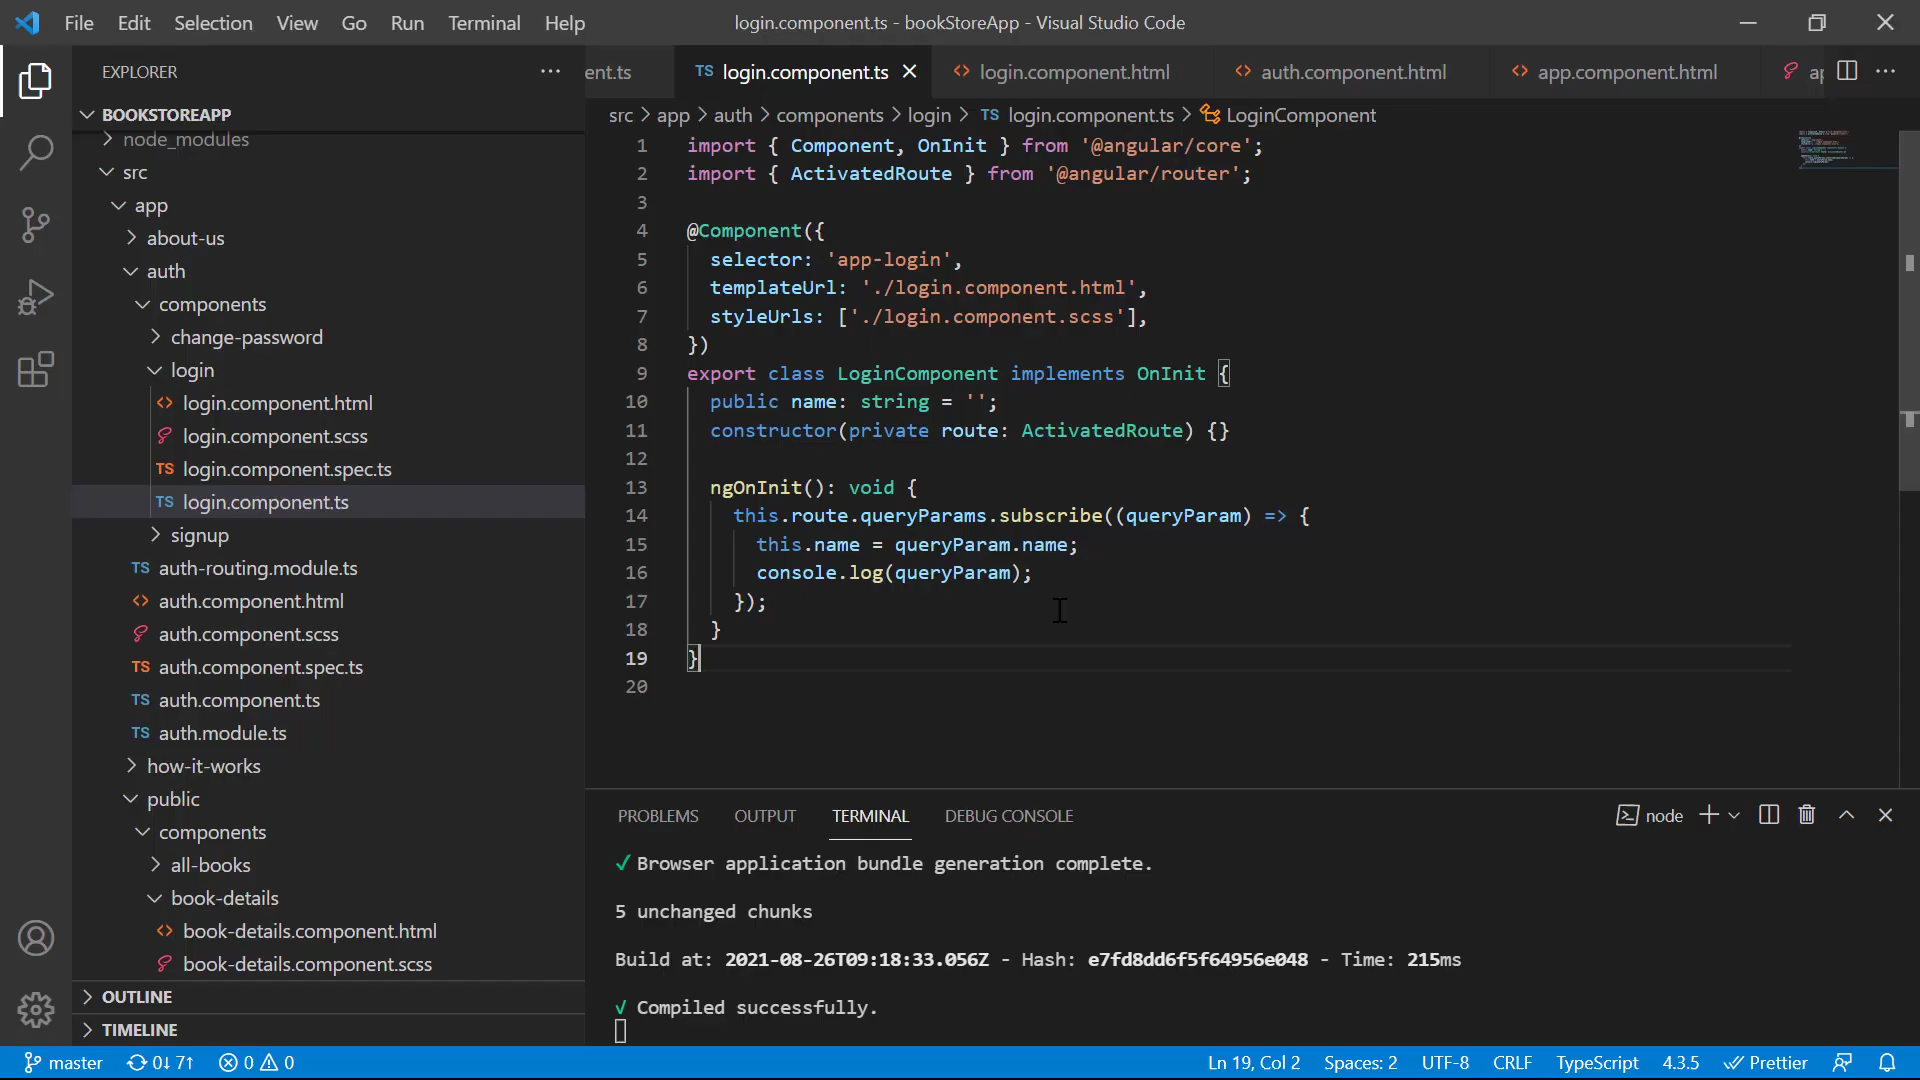 File Edit Selection View Go Run Terminal Help login.component.ts - bookStoreApp - Visual Studio Code
EXPLORER
BOOKSTOREAPP
node_modules
src
app
about-us
auth
components
change-password
login
login.component.html
login.component.scss
TS login.component.spec.ts
TS login.component.ts
signup
TS auth-routing.module.ts
auth.component.html
auth.component.scss
TS auth.component.spec.ts
TS auth.component.ts
TS auth.module.ts
how-it-works
public
components
all-books
book-details
book-details.component.html
book-details.component.scss
OUTLINE
TIMELINE
ent.ts TS login.component.ts login.component.html auth.component.html app.component.html ap
src > app > auth > components > login > TS login.component.ts > LoginComponent
1 import { Component, OnInit } from '@angular/core';
2 import { ActivatedRoute } from '@angular/router';
3
4 @Component({
5 selector: 'app-login',
6 templateUrl: './login.component.html',
7 styleUrls: ['./login.component.scss'],
8 })
9 export class LoginComponent implements OnInit {
10 public name: string = '';
11 constructor(private route: ActivatedRoute) {}
12
13 ngOnInit(): void {
14 this.route.queryParams.subscribe((queryParam) => {
15 this.name = queryParam.name;
16 console.log(queryParam);
17 });
18 }
19 }
20
PROBLEMS OUTPUT TERMINAL DEBUG CONSOLE node
✓ Browser application bundle generation complete.
5 unchanged chunks
Build at: 2021-08-26T09:18:33.056Z - Hash: e7fd8dd6f5f64956e048 - Time: 215ms
√ Compiled successfully.
master 0↓ 7↑ 0 0 Ln 19, Col 2 Spaces: 2 UTF-8 CRLF TypeScript 4.3.5 Prettier